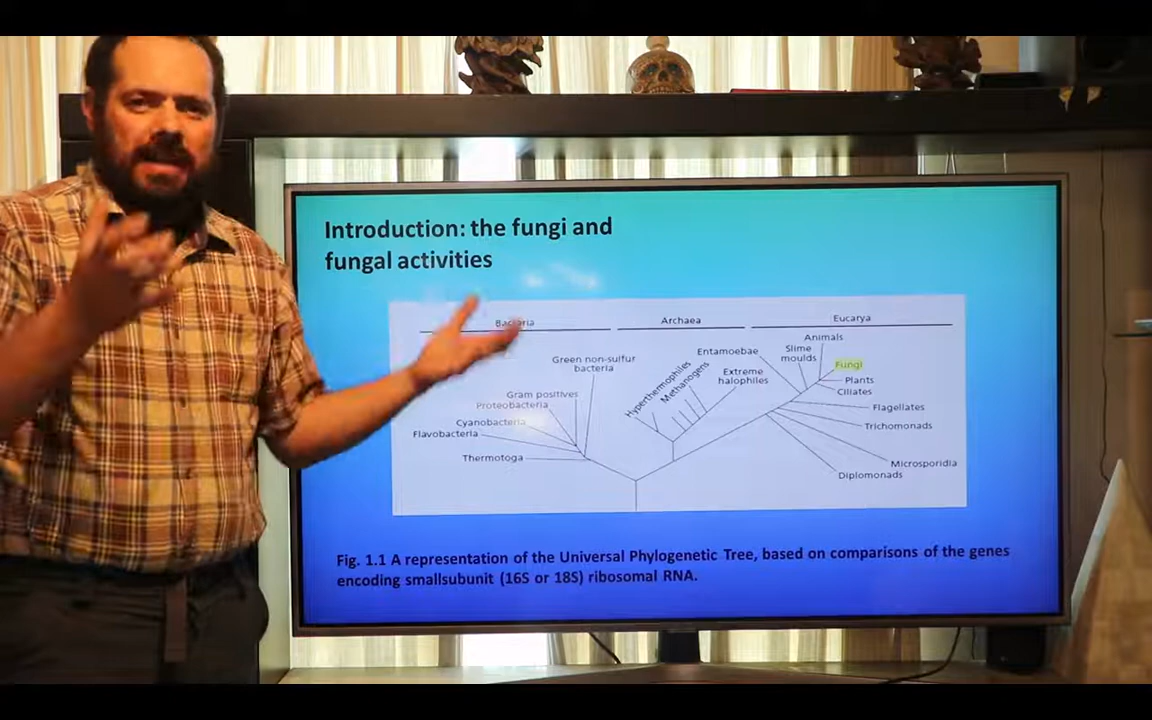 Introduction: the fungi and
fungal activities
Bacteria
Archaea
Eucarya
Animals
Slime
moulds
Entamoebae
Fungi
Green non-sulfur
bacteria
Extreme
halophiles
Hyperthermophiles
Methanogens
Plants
Ciliates
Gram positives
Proteobacteria
Flagellates
Cyanobacteria
Flavobacteria
Trichomonads
Thermotoga
Microsporidia
Diplomonads
Fig. 1.1 A representation of the Universal Phylogenetic Tree, based on comparisons of the genes
encoding smallsubunit (16S or 18S) ribosomal RNA.